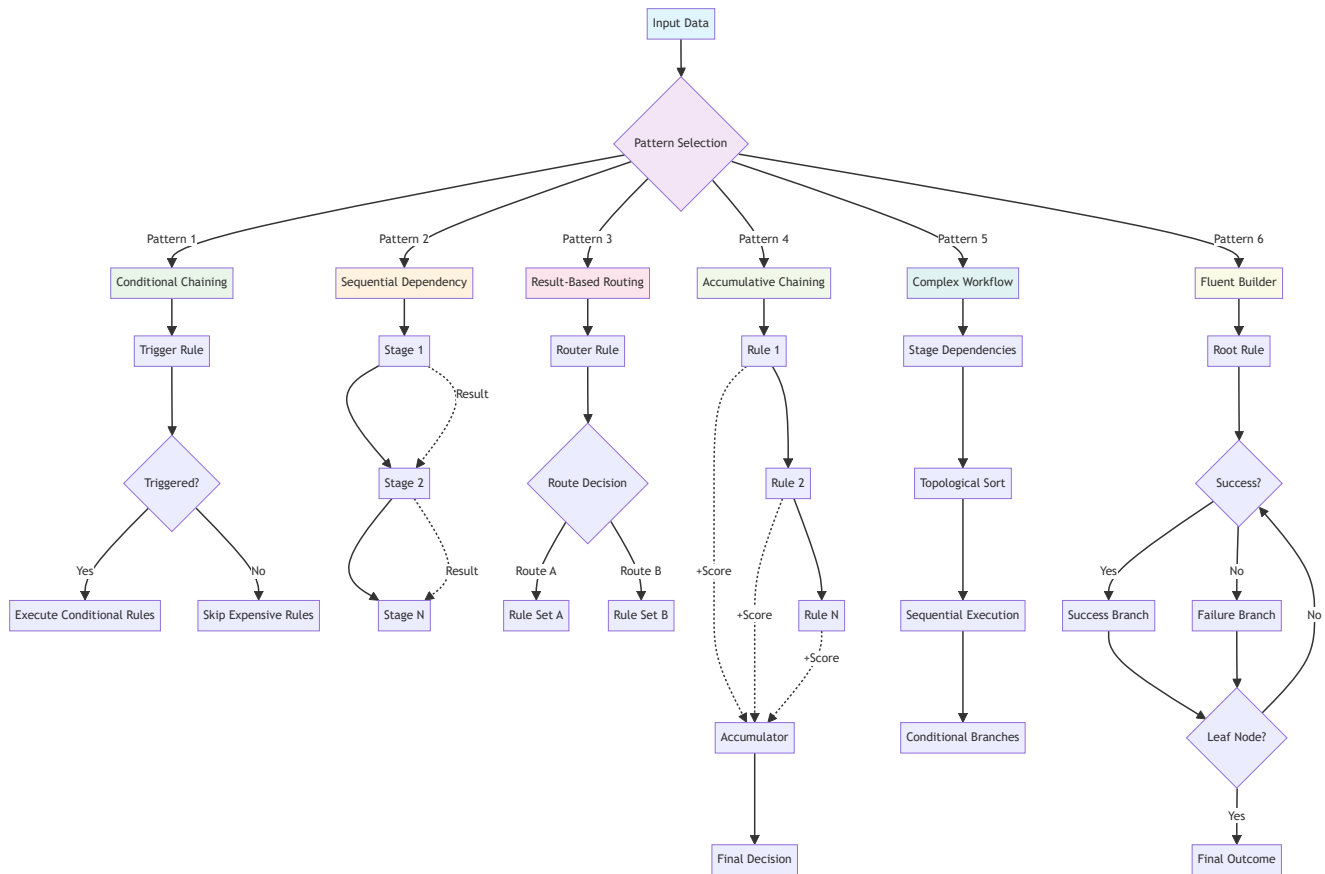 Input Data
Pattern Selection
Pattern 1
Pattern 2
Pattern 3
Pattern 4
Pattern 5
Pattern 6
Conditional Chaining
Sequential Dependency
Result-Based Routing
Accumulative Chaining
Complex Workflow
Fluent Builder
Trigger Rule
Stage 1
Router Rule
Rule 1
Stage Dependencies
Root Rule
Result
Triggered?
Stage 2
Route Decision
Rule 2
Topological Sort
Success?
Yes
No
Result
Route A
Route B
+Score
Yes
No
Execute Conditional Rules
Skip Expensive Rules
Stage N
Rule Set A
Rule Set B
+Score
Rule N
Sequential Execution
Success Branch
Failure Branch
No
+Score
Accumulator
Conditional Branches
Leaf Node?
Yes
Final Decision
Final Outcome